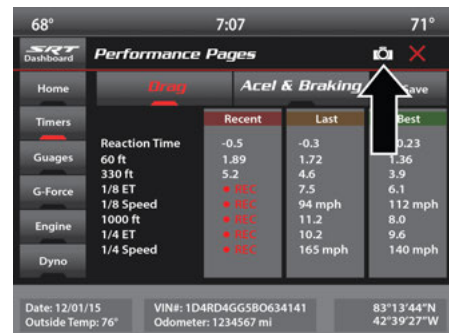 68° 7:07 71°
SRT Performance Pages
Dashboard
Home Drag Acel & Braking Save
Timers Recent Last Best
Reaction Time -0.5 -0.3 0.23
Guages 60 ft 1.89 1.72 1.36
330 ft 5.2 4.6 3.9
G-Force 1/8 ET • REC 7.5 6.1
1/8 Speed • REC 94 mph 112 mph
Engine 1000 ft • REC 11.2 8.0
1/4 ET • REC 10.2 9.6
1/4 Speed • REC 165 mph 140 mph
Dyno
Date: 12/01/15 VIN#: 1D4RD4GG5BO634141 83°13'44"N
Outside Temp: 76° Odometer: 1234567 mi 42°39'27"W